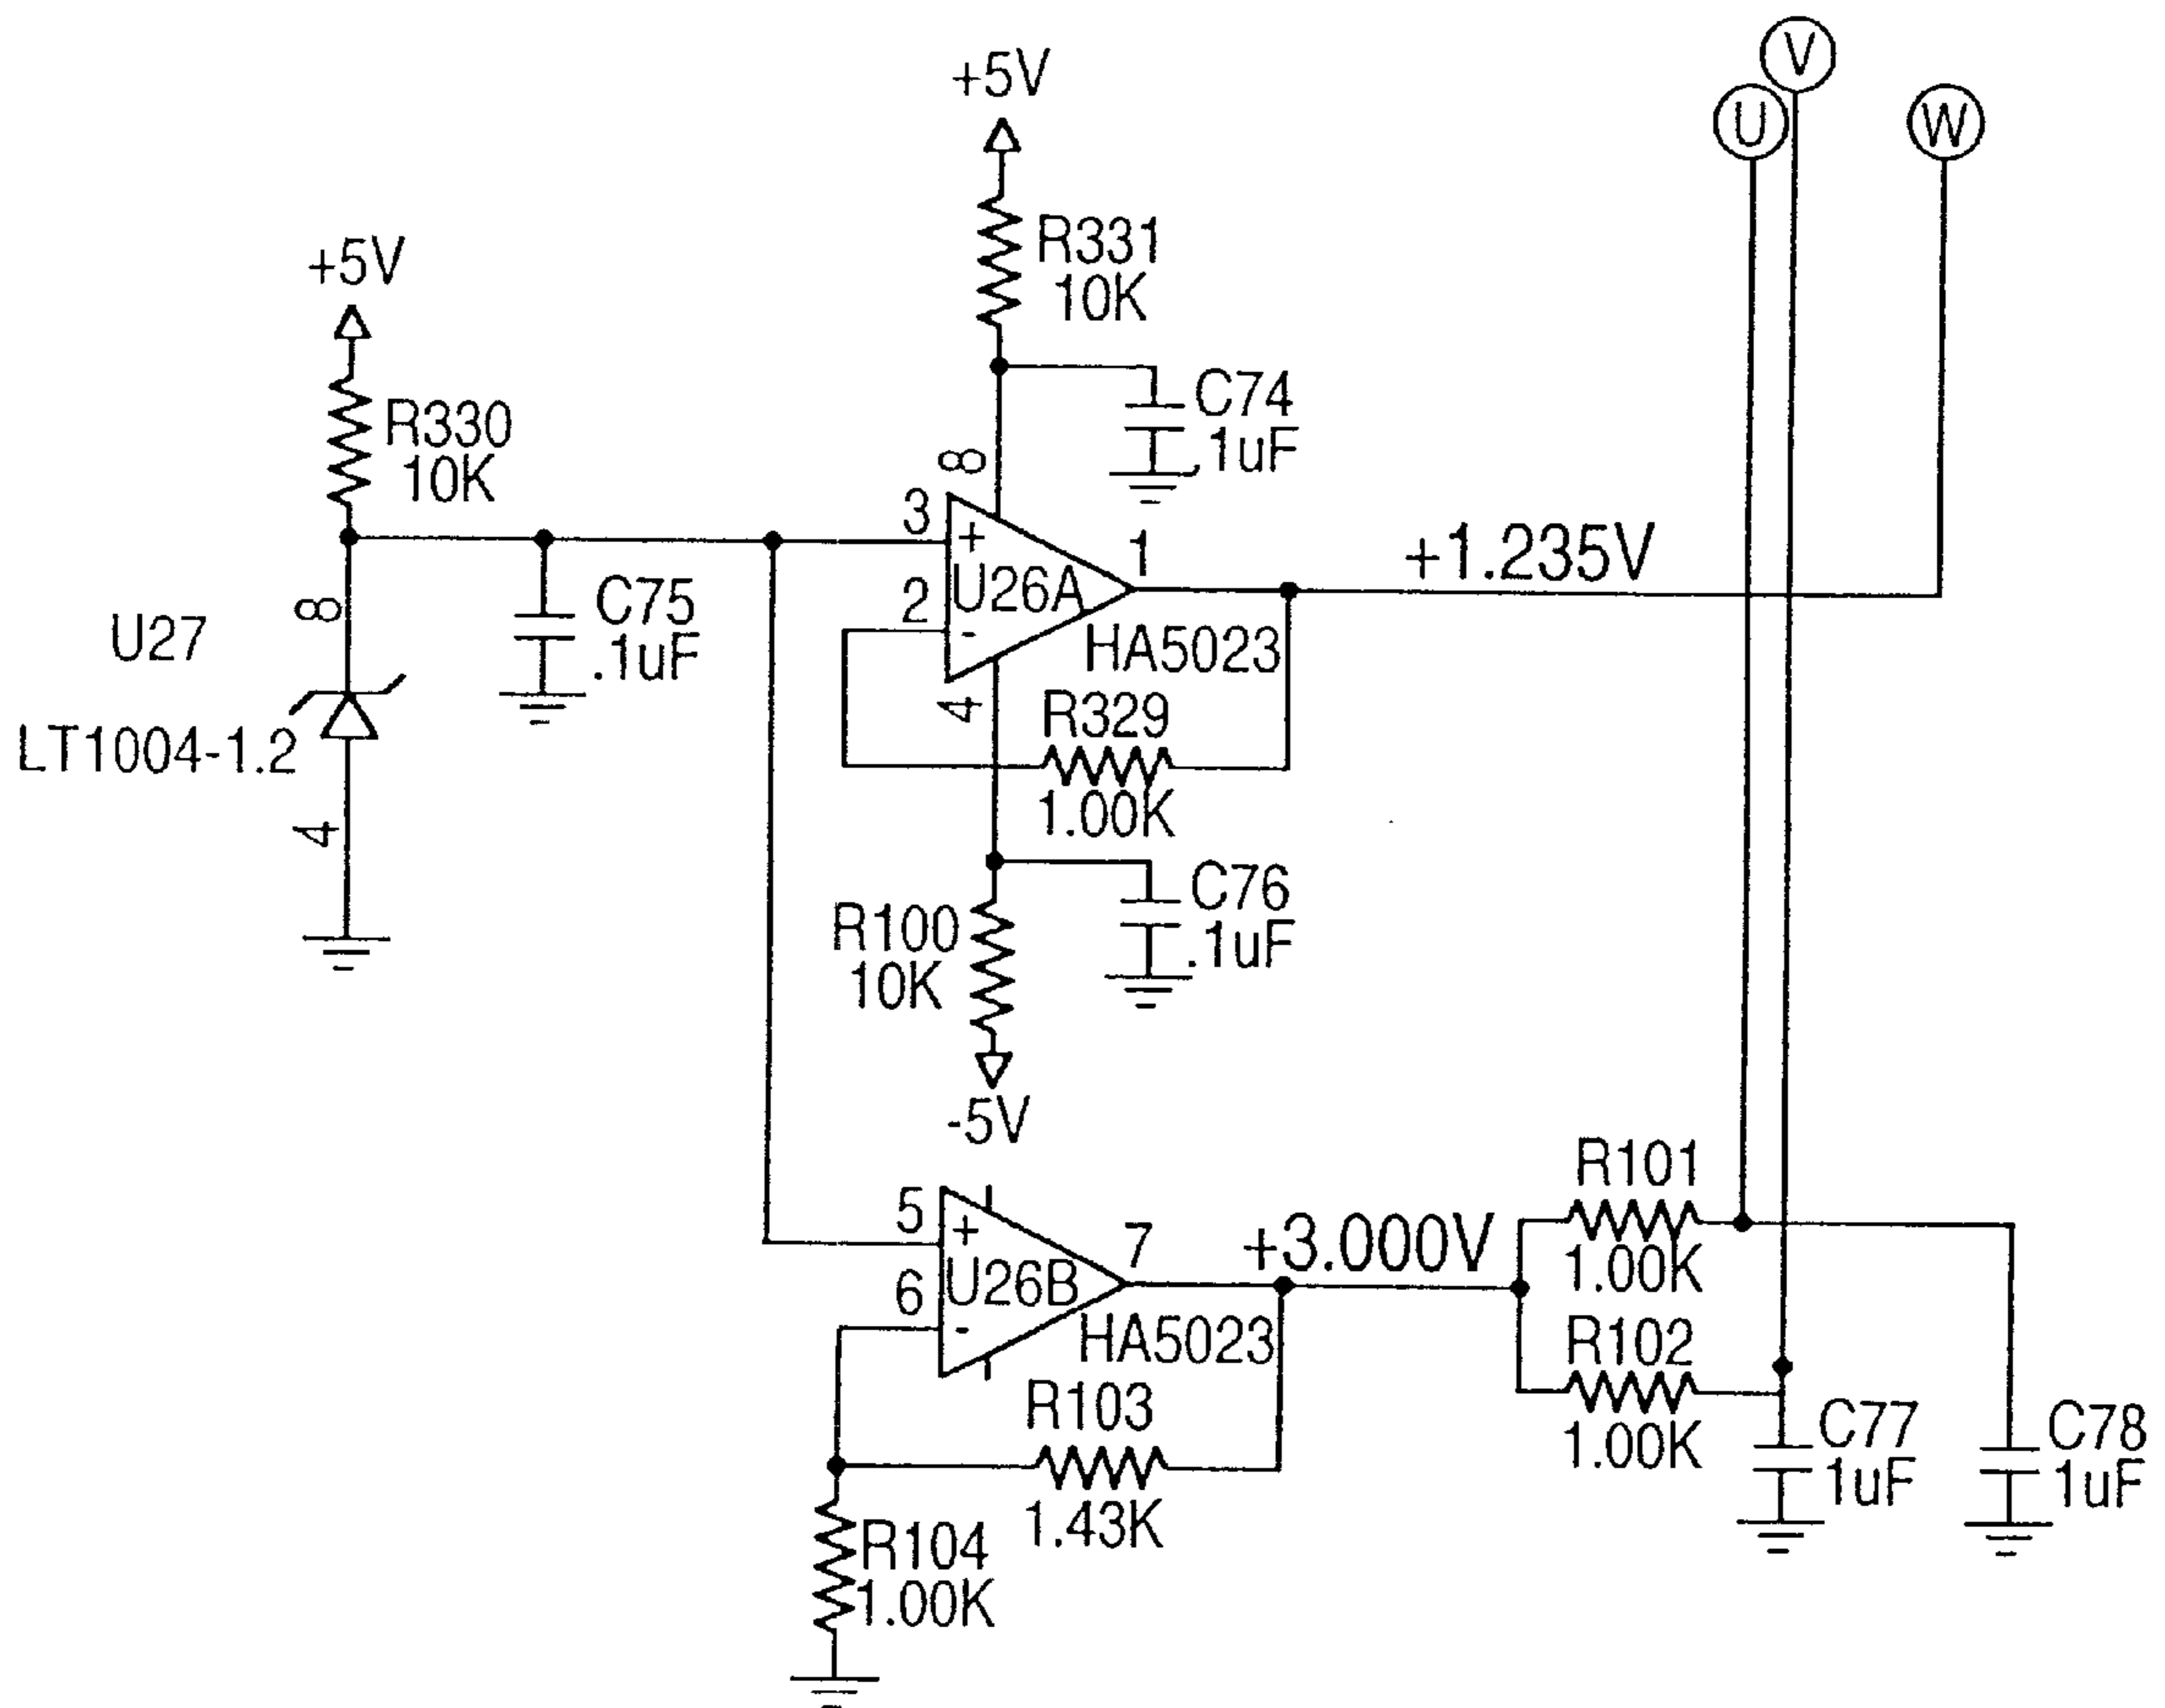 V
U
W
+5V
R331
10K
+5V
R330
10K
C74
.1uF
8
3
+
1
+1.235V
2
-
U26A
HA5023
8
C75
.1uF
U27
LT1004-1.2
4
4
R329
1.00K
C76
.1uF
R100
10K
-5V
5
+
7
+3.000V
6
-
U26B
HA5023
R101
1.00K
R102
1.00K
R103
1.43K
C77
1uF
C78
1uF
R104
1.00K